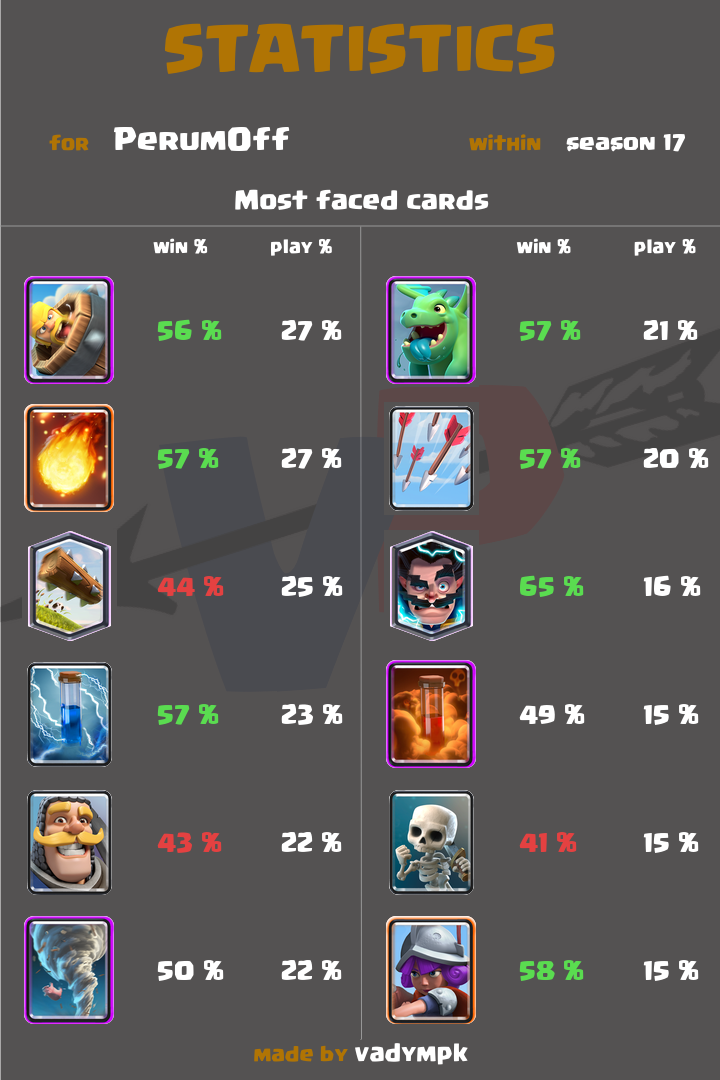 STATISTICS
FOR PerumOff within season 17
Most faced cards
win % play % win % play %
56 % 27 % 57 % 21 %
57 % 27 % 57 % 20 %
44 % 25 % 65 % 16 %
57 % 23 % 49 % 15 %
43 % 22 % 41 % 15 %
50 % 22 % 58 % 15 %
made by vadympk
VP